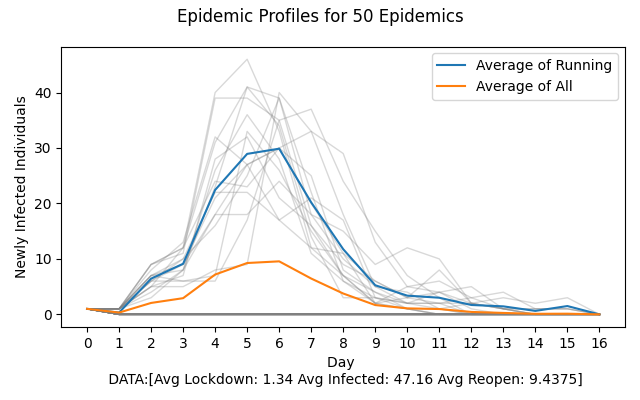 Epidemic Profiles for 50 Epidemics
Average of Running
Average of All
Newly Infected Individuals
40
30
20
10
0
0 1 2 3 4 5 6 7 8 9 10 11 12 13 14 15 16
Day
DATA:[Avg Lockdown: 1.34 Avg Infected: 47.16 Avg Reopen: 9.4375]